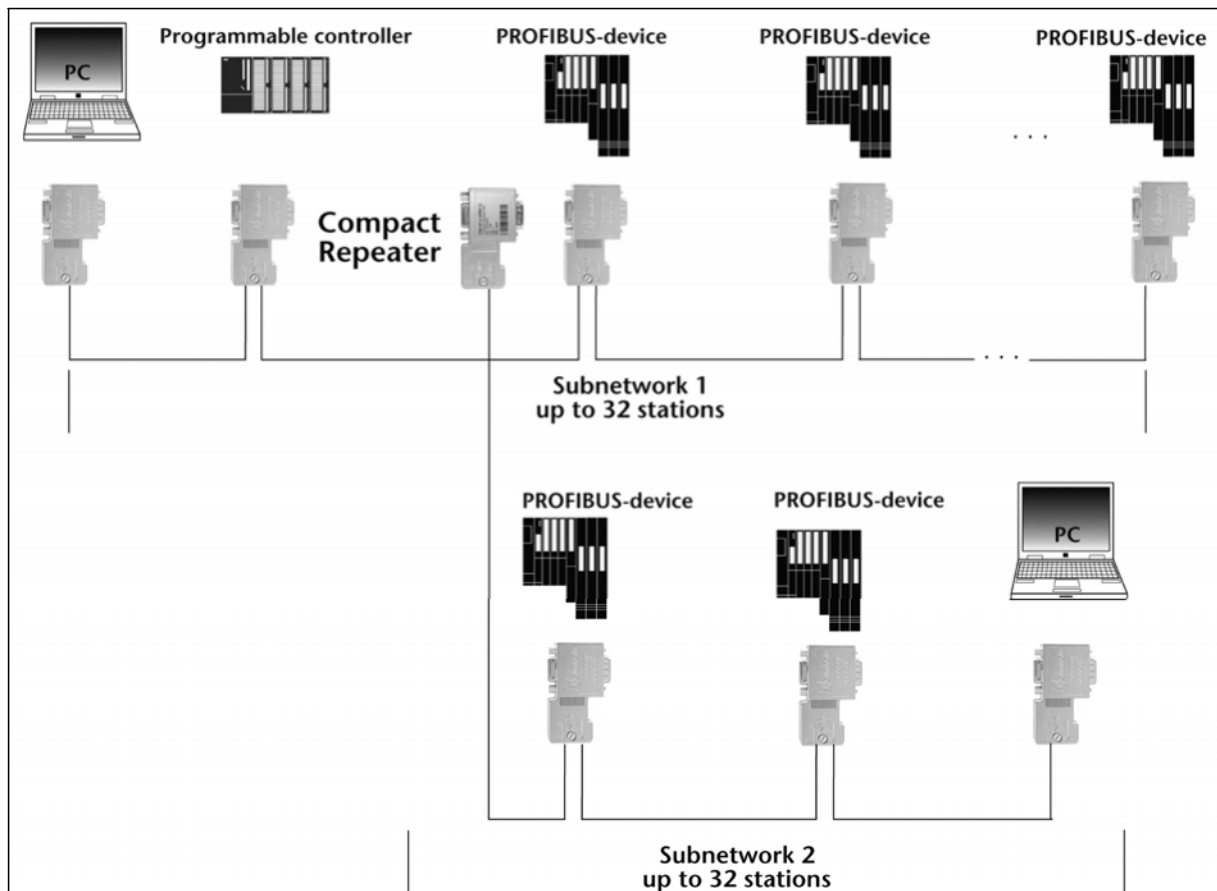 PC
Programmable controller
PROFIBUS-device
PROFIBUS-device
PROFIBUS-device
. . .
Compact
Repeater
. . .
Subnetwork 1
up to 32 stations
PROFIBUS-device
PROFIBUS-device
PC
Subnetwork 2
up to 32 stations